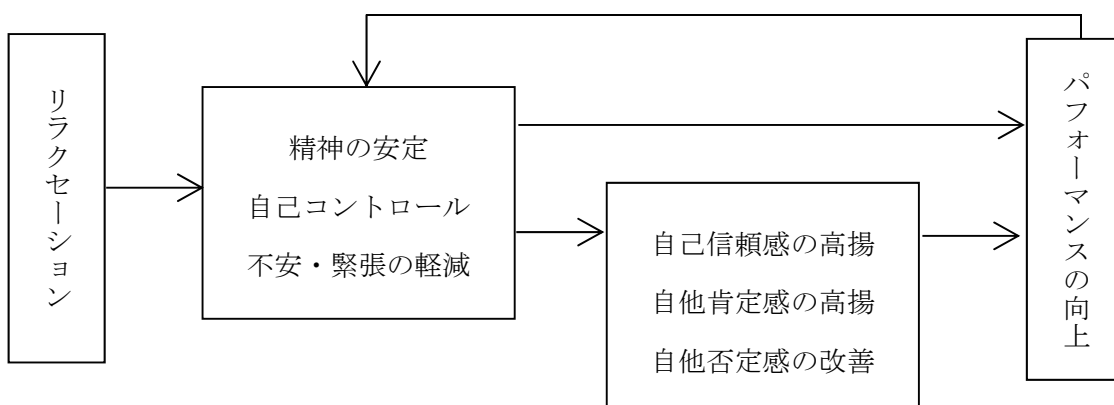 リラクセーション
精神の安定
自己コントロール
不安・緊張の軽減
自己信頼感の高揚
自他肯定感の高揚
自他否定感の改善
パフォーマンスの向上